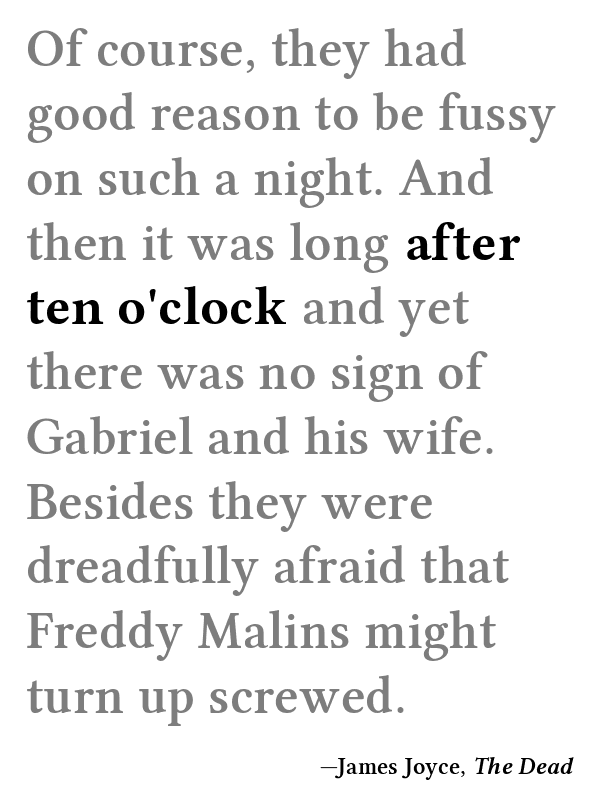 Of course, they had
good reason to be fussy
on such a night. And
then it was long after
ten o'clock and yet
there was no sign of
Gabriel and his wife.
Besides they were
dreadfully afraid that
Freddy Malins might
turn up screwed.
—James Joyce, The Dead